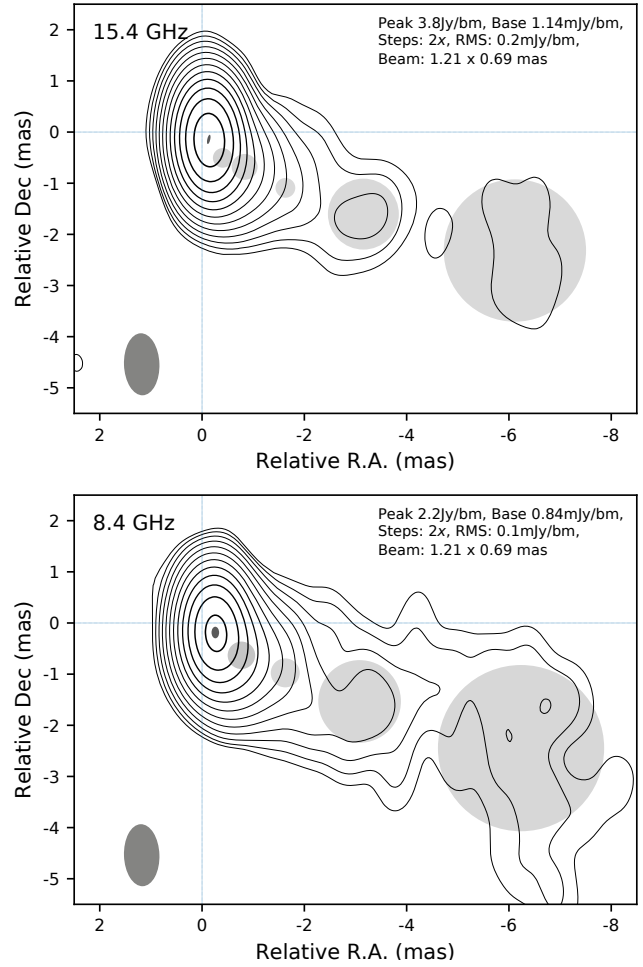 15.4 GHz
Peak 3.8Jy/bm, Base 1.14mJy/bm,
Steps: 2x, RMS: 0.2mJy/bm,
Beam: 1.21 x 0.69 mas
2
1
0
-1
-2
-3
-4
-5
Relative Dec (mas)
2 0 -2 -4 -6 -8
Relative R.A. (mas)
8.4 GHz
Peak 2.2Jy/bm, Base 0.84mJy/bm,
Steps: 2x, RMS: 0.1mJy/bm,
Beam: 1.21 x 0.69 mas
2
1
0
-1
-2
-3
-4
-5
Relative Dec (mas)
2 0 -2 -4 -6 -8
Relative R.A. (mas)